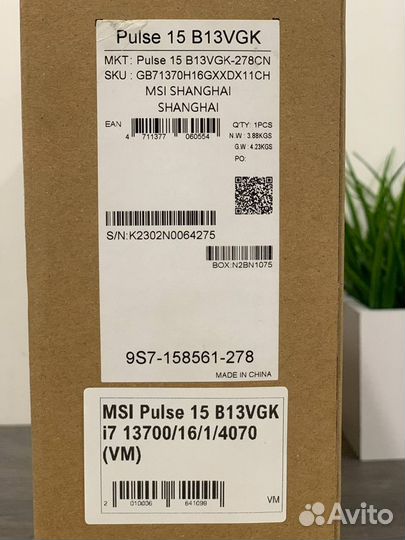 Pulse 15 B13VGK
MKT: Pulse 15 B13VGK-278CN
SKU : GB71370H16GXXDX11CH
MSI SHANGHAI
SHANGHAI
EAN
4 711377 060554
Q'TY : 1PCS
N.W : 3.88KGS
G.W : 4.23KGS
PO:
S/N:K2302N0064275
BOX:N2BN1075
9S7-158561-278
MADE IN CHINA
MSI Pulse 15 B13VGK
i7 13700/16/1/4070
(VM)
2 010006 641099
VM
Avito